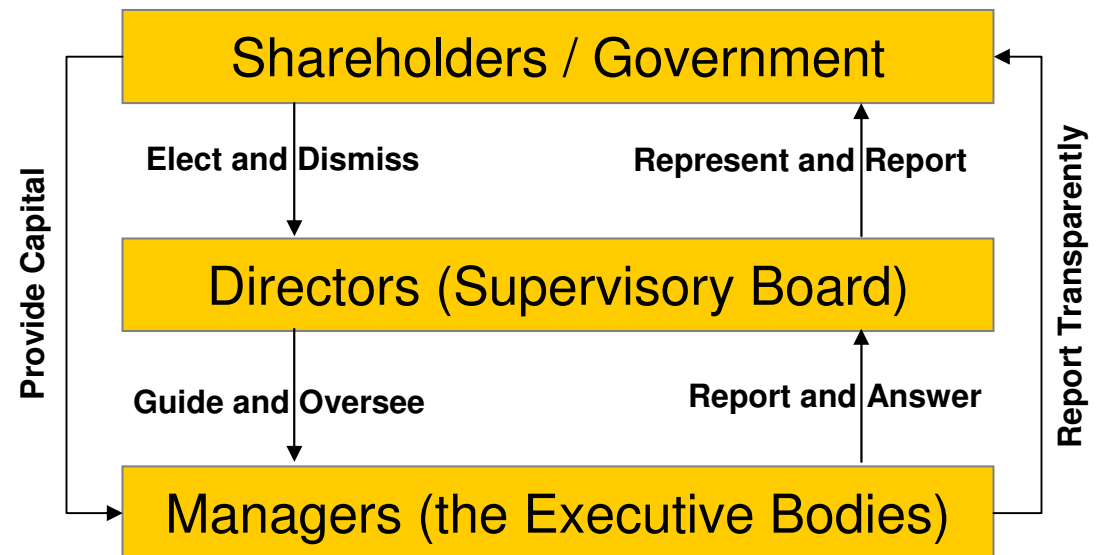 Shareholders / Government
Elect and Dismiss
Represent and Report
Provide Capital
Report Transparently
Directors (Supervisory Board)
Guide and Oversee
Report and Answer
Managers (the Executive Bodies)